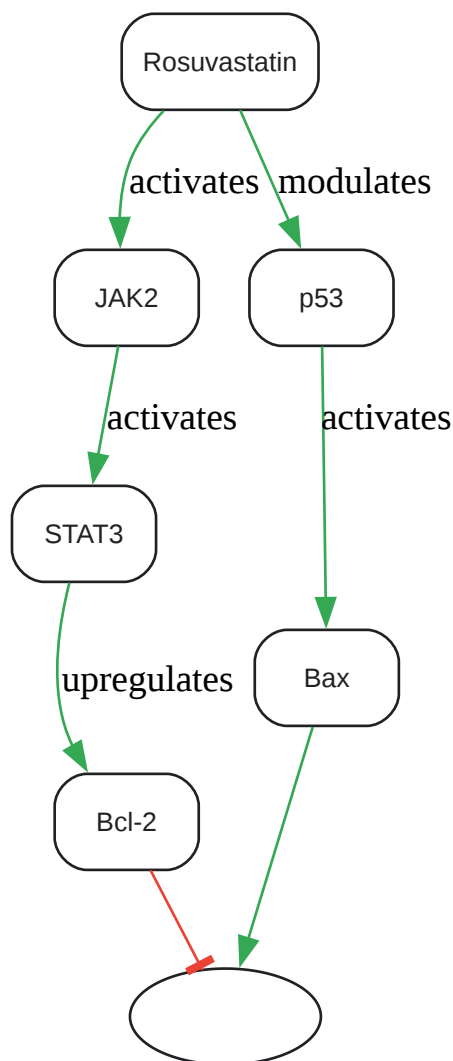 Rosuvastatin
activates modulates
JAK2 p53
activates activates
STAT3
upregulates
Bax
Bcl-2